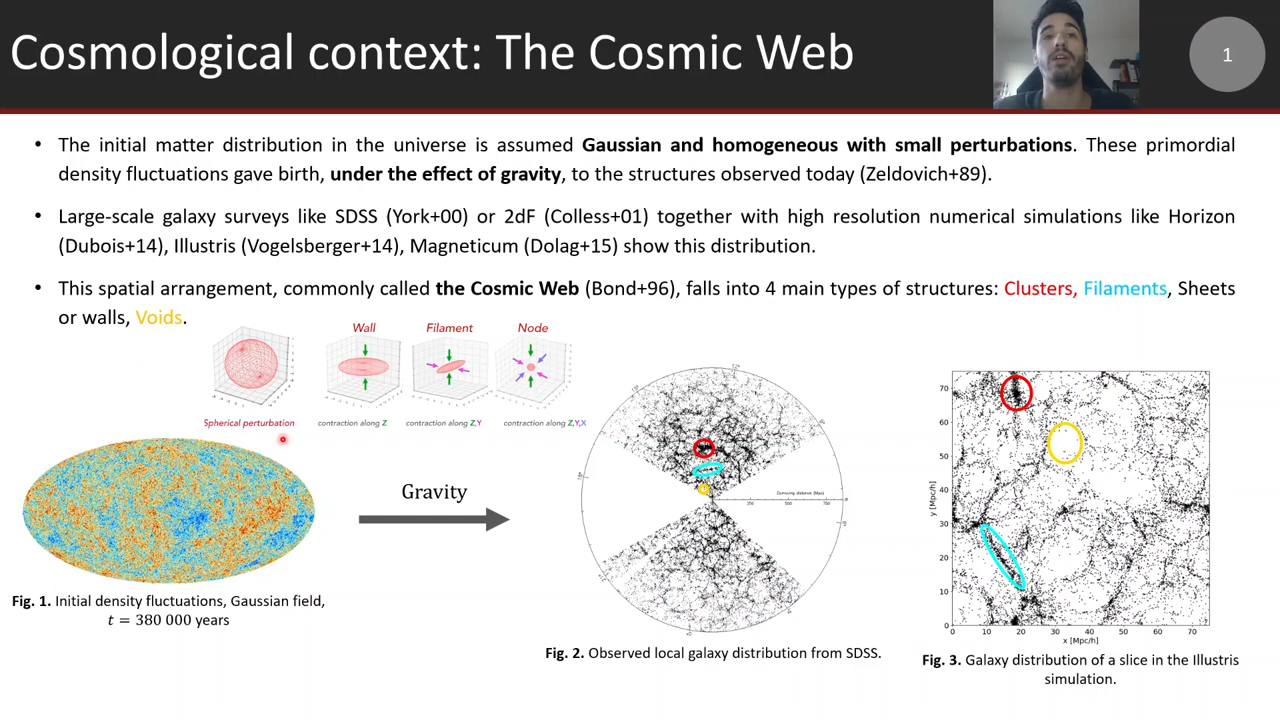 Cosmological context: The Cosmic Web
1
• The initial matter distribution in the universe is assumed Gaussian and homogeneous with small perturbations. These primordial
density fluctuations gave birth, under the effect of gravity, to the structures observed today (Zeldovich+89).
• Large-scale galaxy surveys like SDSS (York+00) or 2dF (Colless+01) together with high resolution numerical simulations like Horizon
(Dubois+14), Illustris (Vogelsberger+14), Magneticum (Dolag+15) show this distribution.
• This spatial arrangement, commonly called the Cosmic Web (Bond+96), falls into 4 main types of structures: Clusters, Filaments, Sheets
or walls, Voids.
Wall
Filament
Node
Spherical perturbation
contraction along Z
contraction along Z,Y
contraction along Z,Y,X
Gravity
Comoving distance (Mpc)
250
500
750
y [Mpc/h]
70
60
50
40
30
20
10
0
0 10 20 30 40 50 60 70
x [Mpc/h]
Fig. 1. Initial density fluctuations, Gaussian field,
t = 380 000 years
Fig. 2. Observed local galaxy distribution from SDSS.
Fig. 3. Galaxy distribution of a slice in the Illustris
simulation.